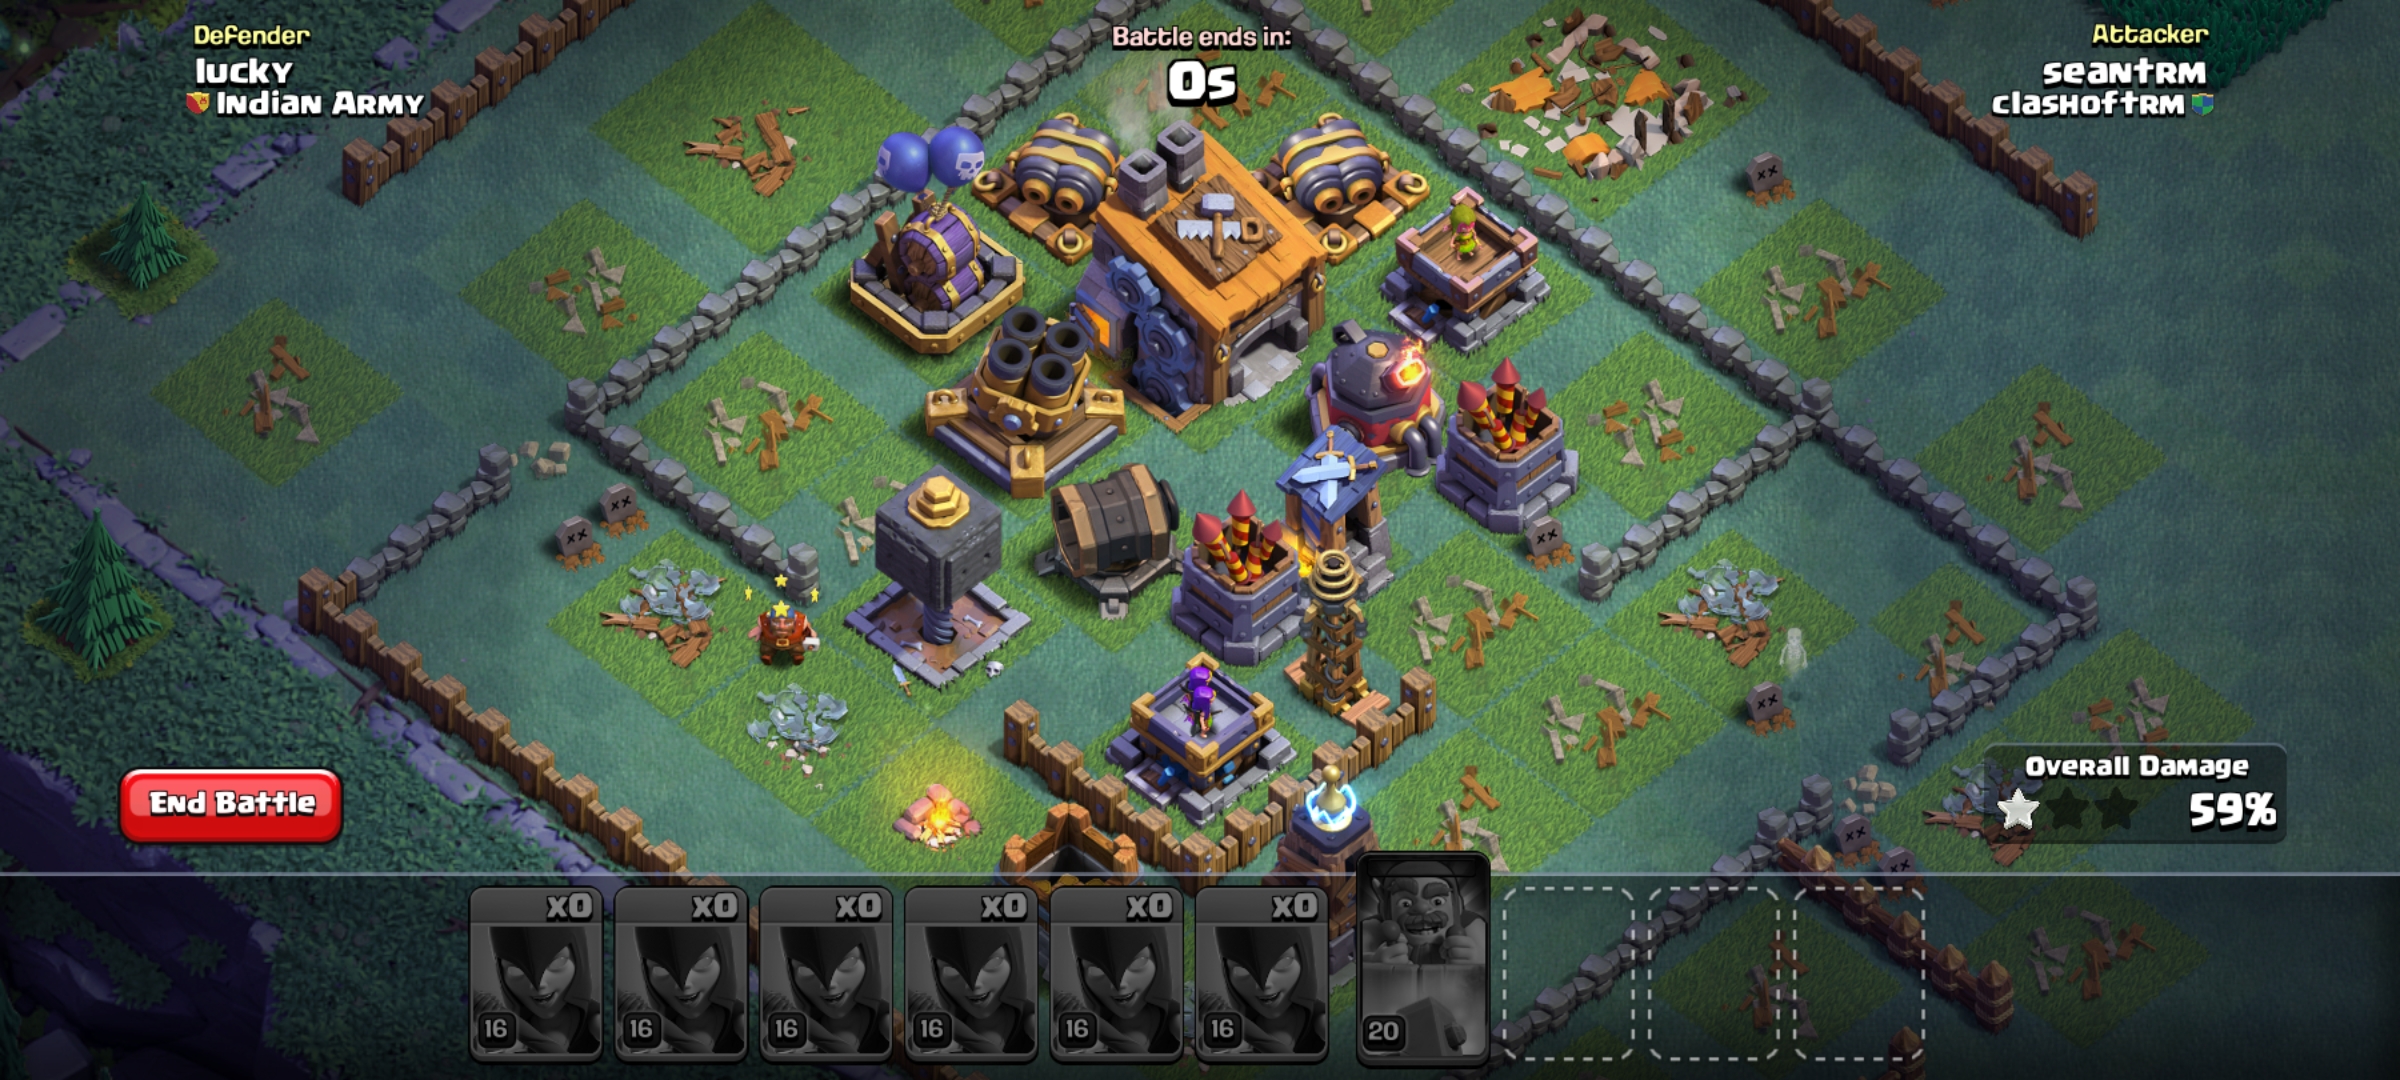 Defender
lucky
Indian Army
Battle ends in:
0s
Attacker
seantRM
clashoftRM
End Battle
Overall Damage
59%
x0
x0
x0
x0
x0
x0
16
16
16
16
16
16
20